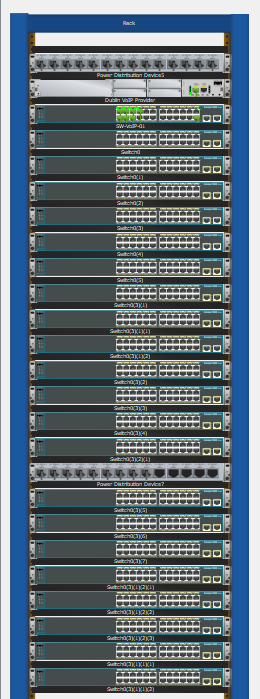 Rack
Power Distribution Device5
Dublin VoIP Provider
SW-VoIP-01
Switch0
Switch0(1)
Switch0(2)
Switch0(3)
Switch0(4)
Switch0(5)
Switch0(3)(1)
Switch0(3)(1)(1)
Switch0(3)(1)(2)
Switch0(3)(2)
Switch0(3)(3)
Switch0(3)(4)
Switch0(3)(2)(1)
Power Distribution Device7
Switch0(3)(5)
Switch0(3)(6)
Switch0(3)(7)
Switch0(3)(1)(2)(1)
Switch0(3)(1)(2)(2)
Switch0(3)(1)(2)(3)
Switch0(3)(1)(1)(1)
Switch0(3)(1)(1)(2)